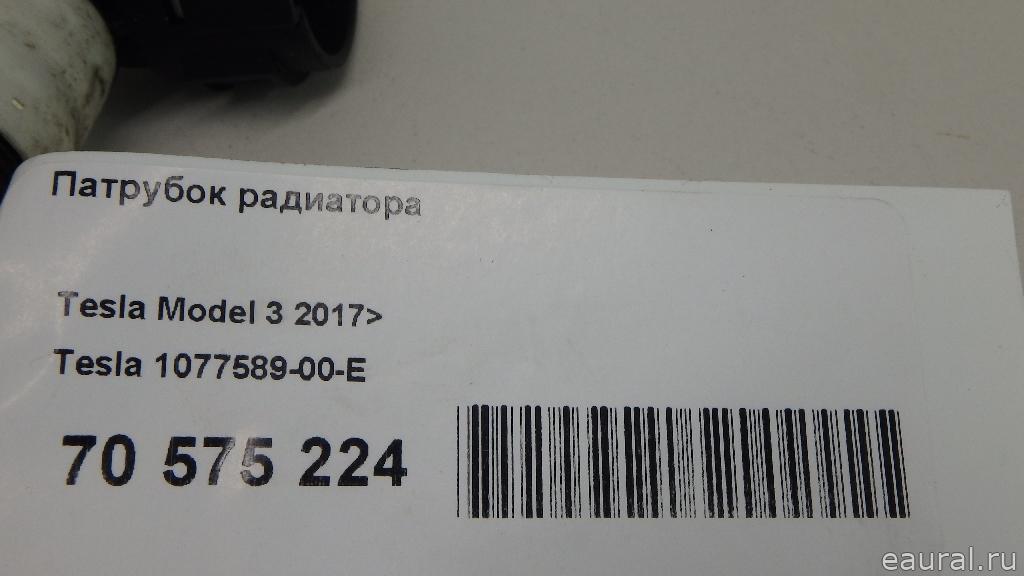 Патрубок радиатора
Tesla Model 3 2017>
Tesla 1077589-00-E
70 575 224
eaural.ru